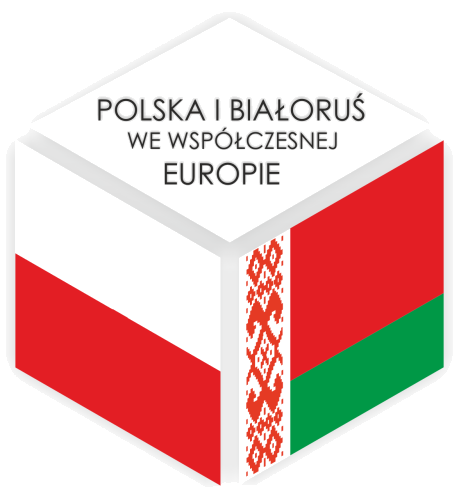 POLSKA I BIAŁORUŚ
WE WSPÓŁCZESNEJ
EUROPIE